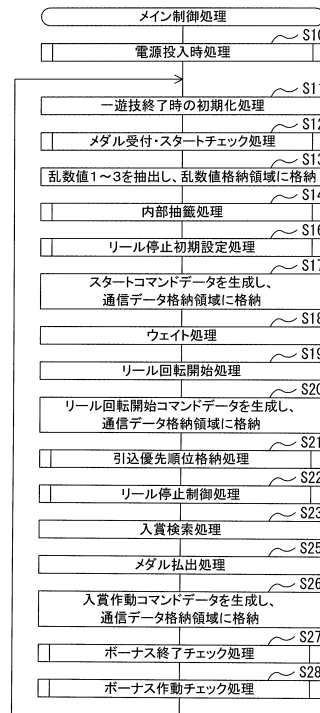 メイン制御処理
S10
電源投入時処理
S11
一遊技終了時の初期化処理
S12
メダル受付・スタートチェック処理
S13
乱数値1～3を抽出し、乱数値格納領域に格納
S14
内部抽籤処理
S16
リール停止初期設定処理
S17
スタートコマンドデータを生成し、
通信データ格納領域に格納
S18
ウェイト処理
S19
リール回転開始処理
S20
リール回転開始コマンドデータを生成し、
通信データ格納領域に格納
S21
引込優先順位格納処理
S22
リール停止制御処理
S23
入賞検索処理
S25
メダル払出処理
S26
入賞作動コマンドデータを生成し、
通信データ格納領域に格納
S27
ボーナス終了チェック処理
S28
ボーナス作動チェック処理